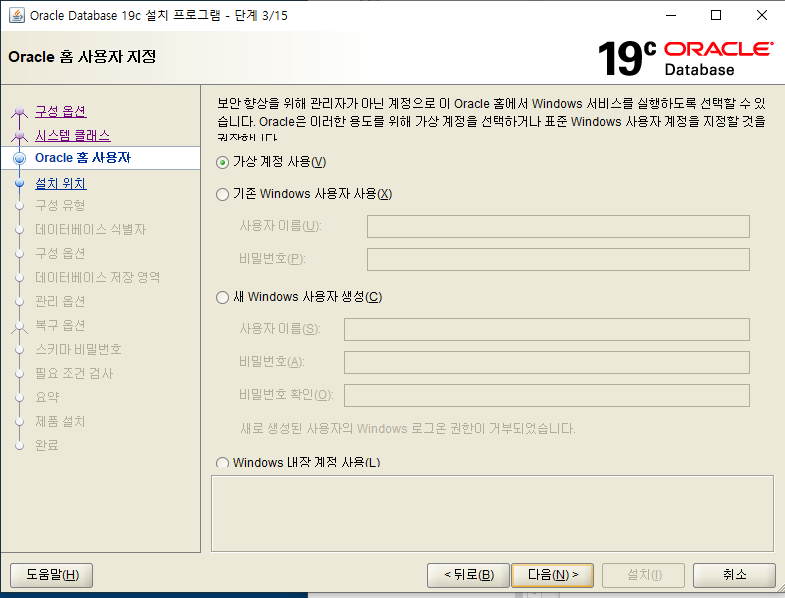 Oracle Database 19c 설치 프로그램 - 단계 3/15
Oracle 홈 사용자 지정
19c ORACLE
Database
구성 옵션
시스템 클래스
Oracle 홈 사용자
설치 위치
구성 유형
데이터베이스 식별자
구성 옵션
데이터베이스 저장 영역
관리 옵션
복구 옵션
스키마 비밀번호
필요 조건 검사
요약
제품 설치
완료
보안 향상을 위해 관리자가 아닌 계정으로 이 Oracle 홈에서 Windows 서비스를 실행하도록 선택할 수 있
습니다. Oracle은 이러한 용도를 위해 가상 계정을 선택하거나 표준 Windows 사용자 계정을 지정할 것을
권장합니다.
가상 계정 사용(V)
기존 Windows 사용자 사용(X)
사용자 이름(U):
비밀번호(P):
새 Windows 사용자 생성(C)
사용자 이름(S):
비밀번호(A):
비밀번호 확인(O):
새로 생성된 사용자의 Windows 로그온 권한이 거부되었습니다.
Windows 내장 계정 사용(L)
도움말(H)
< 뒤로(B)
다음(N) >
설치(I)
취소